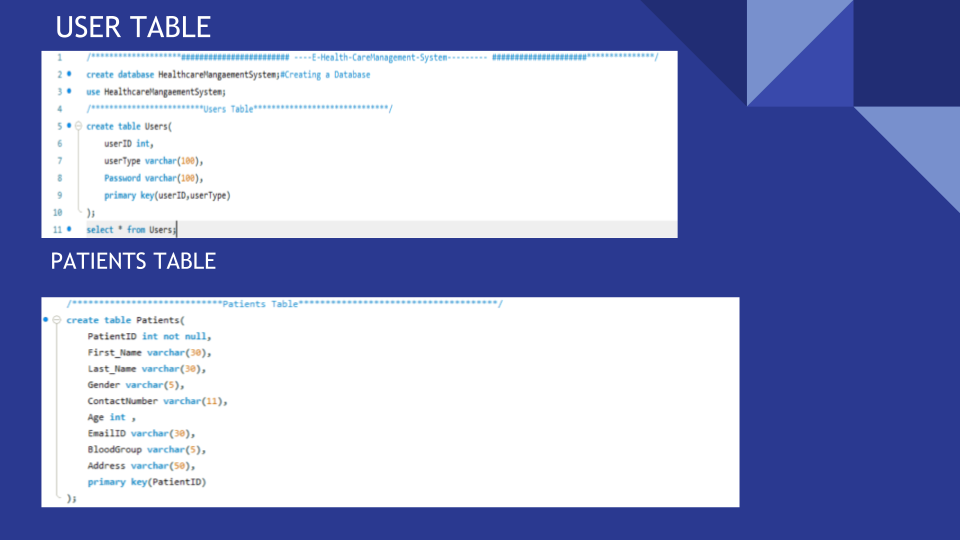 USER TABLE
1 /********************######################## ----E-Health-CareManagement-System--------- #####################***************/
2 create database HealthcareMangaementSystem;#Creating a Database
3 use HealthcareMangaementSystem;
4 /*************************Users Table******************************/
5 create table Users(
6 userID int,
7 userType varchar(100),
8 Password varchar(100),
9 primary key(userID,userType)
10 );
11 select * from Users;
PATIENTS TABLE
/****************************Patients Table*************************************/
create table Patients(
PatientID int not null,
First_Name varchar(30),
Last_Name varchar(30),
Gender varchar(5),
ContactNumber varchar(11),
Age int ,
EmailID varchar(30),
BloodGroup varchar(5),
Address varchar(50),
primary key(PatientID)
);